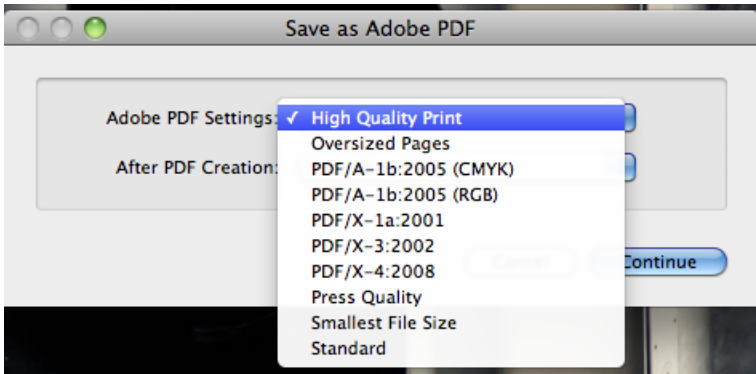 Save as Adobe PDF
Adobe PDF Settings: ✓ High Quality Print
Oversized Pages
After PDF Creation: PDF/A-1b:2005 (CMYK)
PDF/A-1b:2005 (RGB)
PDF/X-1a:2001
PDF/X-3:2002
PDF/X-4:2008
Cancel Continue
Press Quality
Smallest File Size
Standard